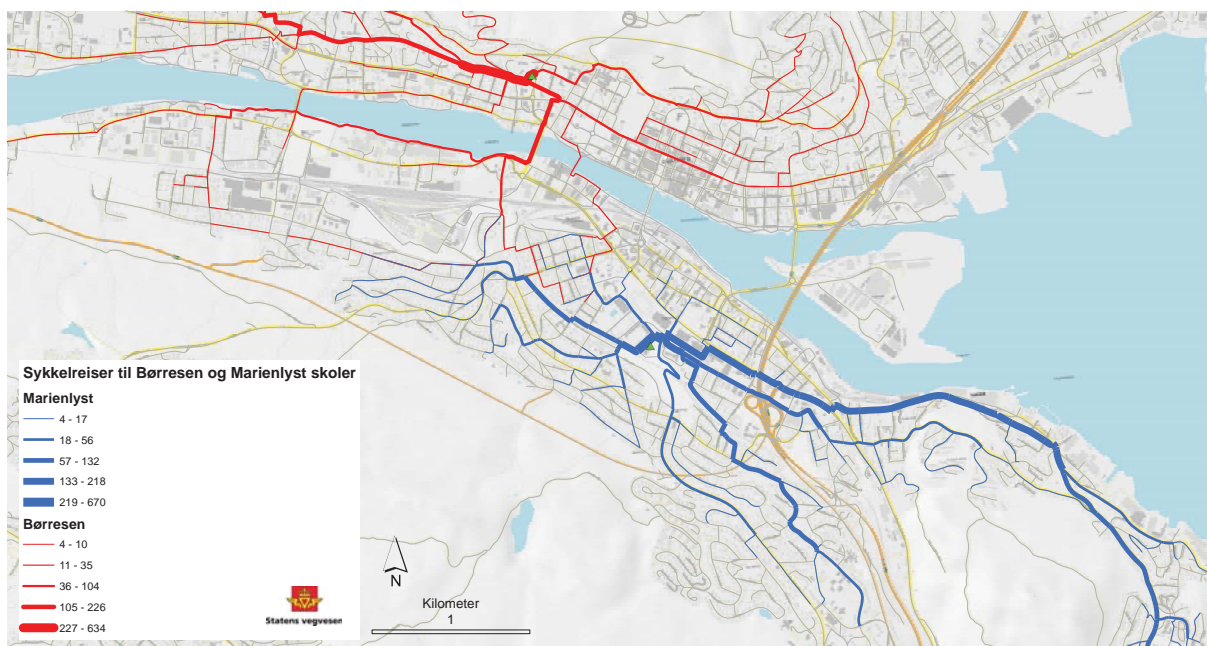 Sykkelreiser til Børresen og Marienlyst skoler
Marienlyst
4 - 17
18 - 56
57 - 132
133 - 218
219 - 670
Børresen
4 - 10
11 - 35
36 - 104
105 - 226
227 - 634
Statens vegvesen
N
Kilometer
1